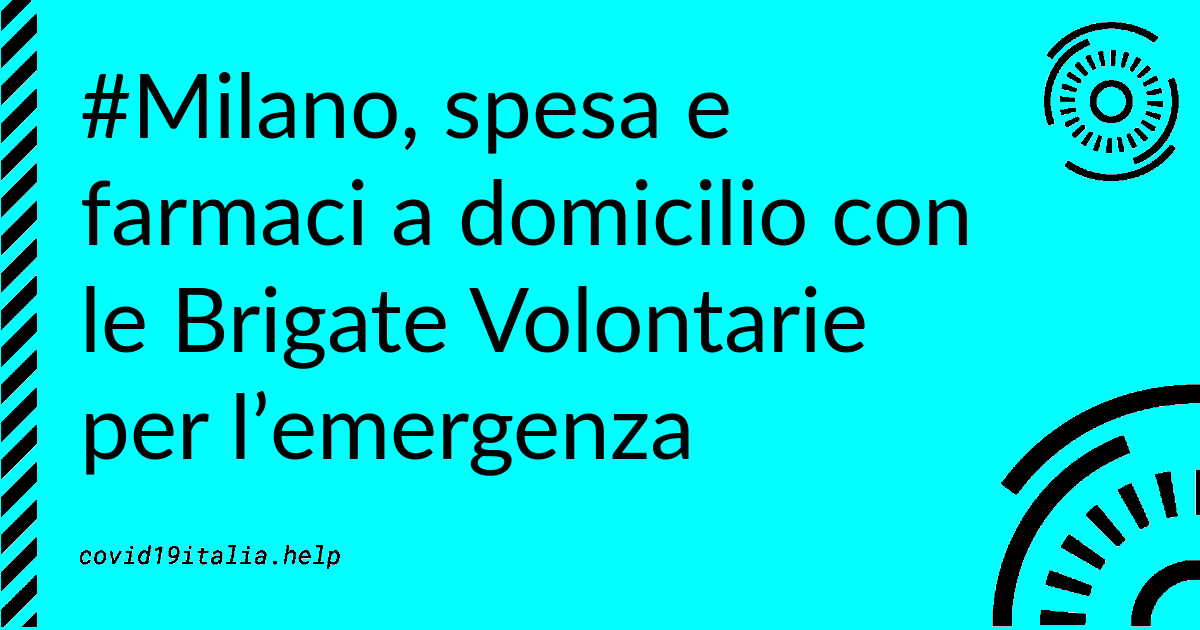 #Milano, spesa e
farmaci a domicilio con
le Brigate Volontarie
per l’emergenza
covid19italia.help